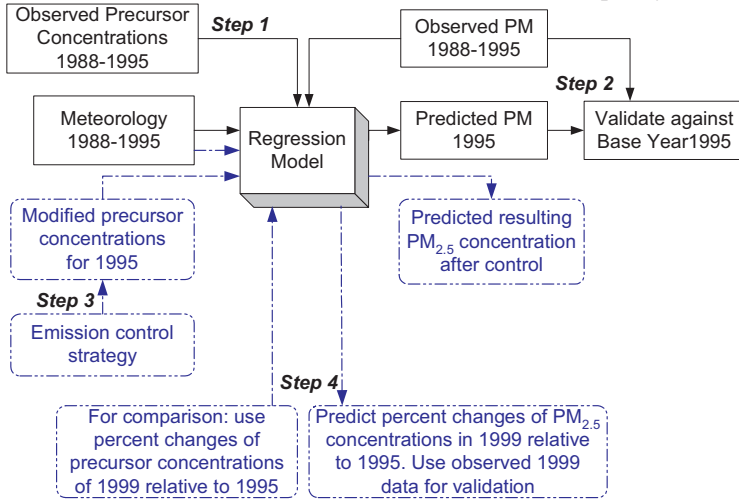 Observed Precursor
Concentrations
1988-1995
Step 1
Observed PM
1988-1995
Step 2
Meteorology
1988-1995
Regression
Model
Predicted PM
1995
Validate against
Base Year1995
Modified precursor
concentrations
for 1995
Predicted resulting
PM2.5 concentration
after control
Step 3
Emission control
strategy
Step 4
For comparison: use
percent changes of
precursor concentrations
of 1999 relative to 1995
Predict percent changes of PM2.5
concentrations in 1999 relative
to 1995. Use observed 1999
data for validation